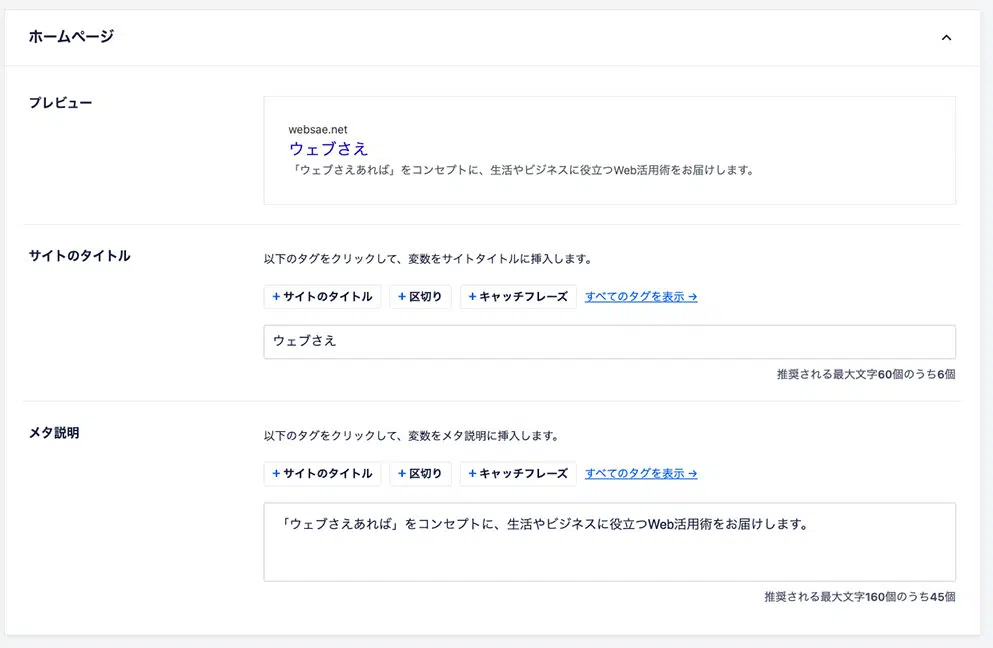 ホームページ
プレビュー
websae.net
ウェブさえ
「ウェブさえあれば」をコンセプトに、生活やビジネスに役立つWeb活用術をお届けします。
サイトのタイトル
以下のタグをクリックして、変数をサイトタイトルに挿入します。
+ サイトのタイトル + 区切り + キャッチフレーズ すべてのタグを表示 →
ウェブさえ
推奨される最大文字60個のうち6個
メタ説明
以下のタグをクリックして、変数をメタ説明に挿入します。
+ サイトのタイトル + 区切り + キャッチフレーズ すべてのタグを表示 →
「ウェブさえあれば」をコンセプトに、生活やビジネスに役立つWeb活用術をお届けします。
推奨される最大文字160個のうち45個